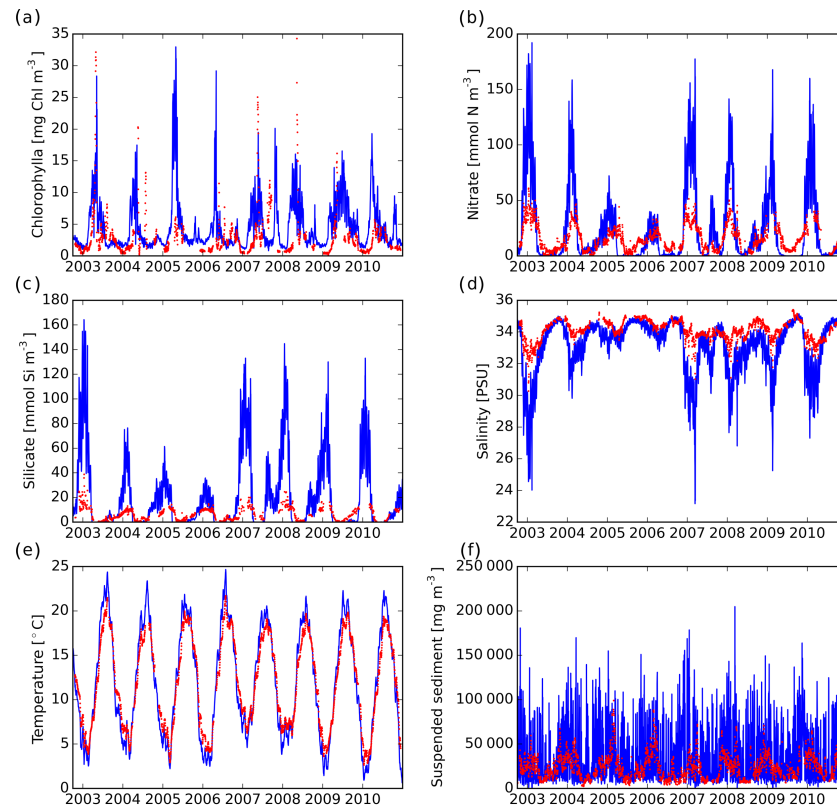 (a)
Chlorophylla [mg Chl m⁻³]
35
30
25
20
15
10
5
0
2003 2004 2005 2006 2007 2008 2009 2010
(b)
Nitrate [mmol N m⁻³]
200
150
100
50
0
2003 2004 2005 2006 2007 2008 2009 2010
(c)
Silicate [mmol Si m⁻³]
180
160
140
120
100
80
60
40
20
0
2003 2004 2005 2006 2007 2008 2009 2010
(d)
Salinity [PSU]
36
34
32
30
28
26
24
22
2003 2004 2005 2006 2007 2008 2009 2010
(e)
Temperature [°C]
25
20
15
10
5
0
2003 2004 2005 2006 2007 2008 2009 2010
(f)
Suspended sediment [mg m⁻³]
250 000
200 000
150 000
100 000
50 000
0
2003 2004 2005 2006 2007 2008 2009 2010